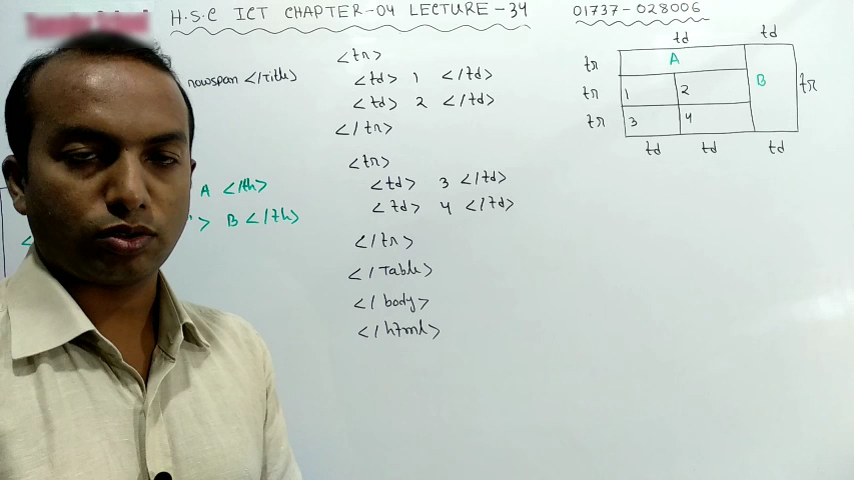 H.S.C ICT CHAPTER-04 LECTURE-34
01737-028006
rowspan </Title>
A </th>
> B </th>
<
<tr>
<td> 1 </td>
<td> 2 </td>
</tr>
<tr>
<td> 3 </td>
<td> 4 </td>
</tr>
</Table>
</body>
</html>
td td
tr A
tr 1 2 B tr
tr 3 4
td td td